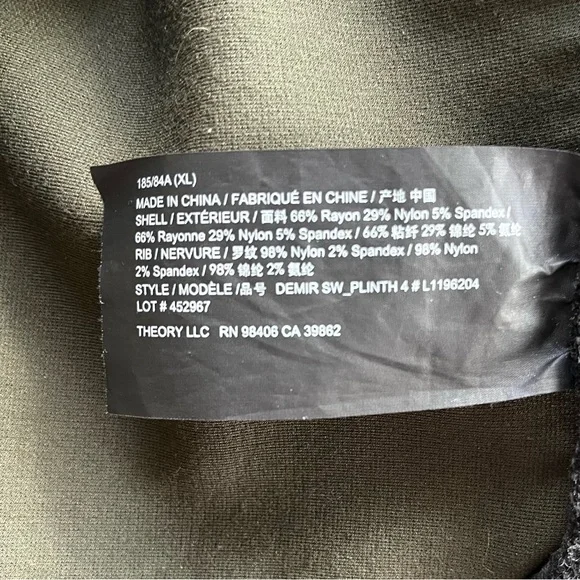 185/84A (XL)
MADE IN CHINA / FABRIQUÉ EN CHINE / 产地 中国
SHELL / EXTÉRIEUR / 面料 66% Rayon 29% Nylon 5% Spandex /
66% Rayonne 29% Nylon 5% Spandex / 66% 粘纤 29% 锦纶 5% 氨纶
RIB / NERVURE / 罗纹 98% Nylon 2% Spandex / 98% Nylon
2% Spandex / 98% 锦纶 2% 氨纶
STYLE / MODÈLE /品号 DEMIR SW_PLINTH 4 # L1196204
LOT # 452967
THEORY LLC RN 98406 CA 39862